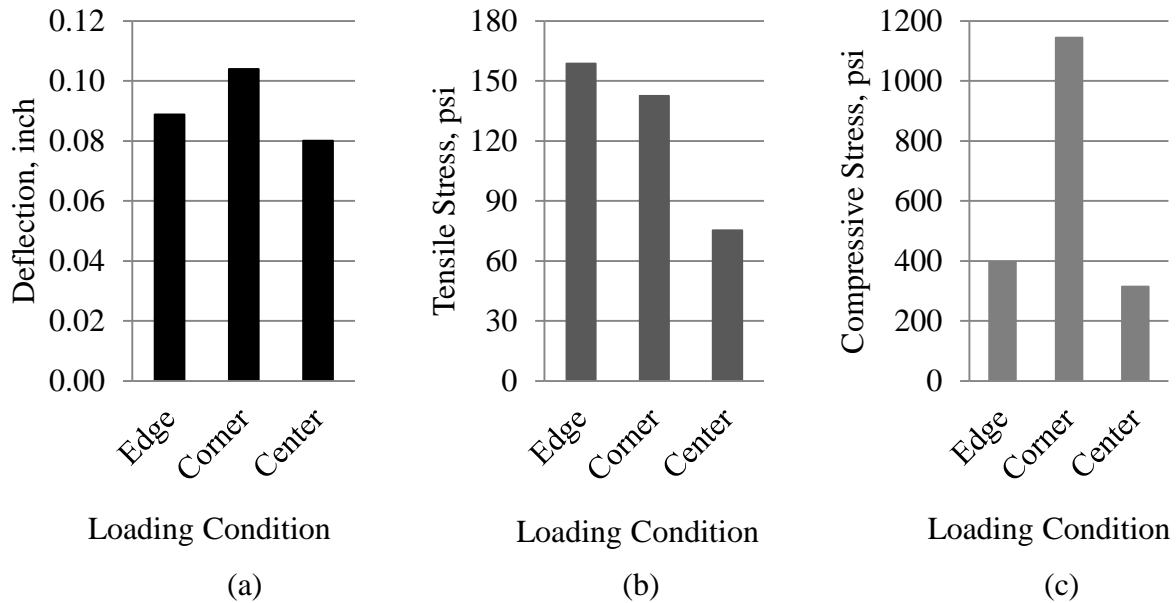 Deflection, inch
0.12
0.10
0.08
0.06
0.04
0.02
0.00
Edge
Corner
Center
Loading Condition
(a)
Tensile Stress, psi
180
150
120
90
60
30
0
Edge
Corner
Center
Loading Condition
(b)
Compressive Stress, psi
1200
1000
800
600
400
200
0
Edge
Corner
Center
Loading Condition
(c)